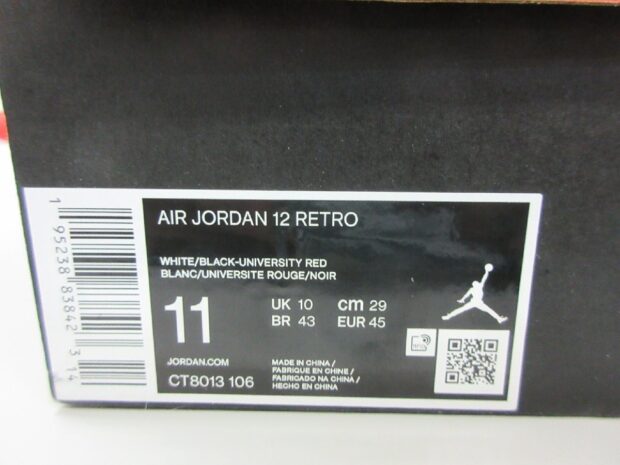 AIR JORDAN 12 RETRO
WHITE/BLACK-UNIVERSITY RED
BLANC/UNIVERSITE ROUGE/NOIR
11
UK 10 cm 29
BR 43 EUR 45
JORDAN.COM
CT8013 106
MADE IN CHINA /
FABRIQUE EN CHINE /
FABRICADO NA CHINA /
HECHO EN CHINA
1 95238 83842 3 14